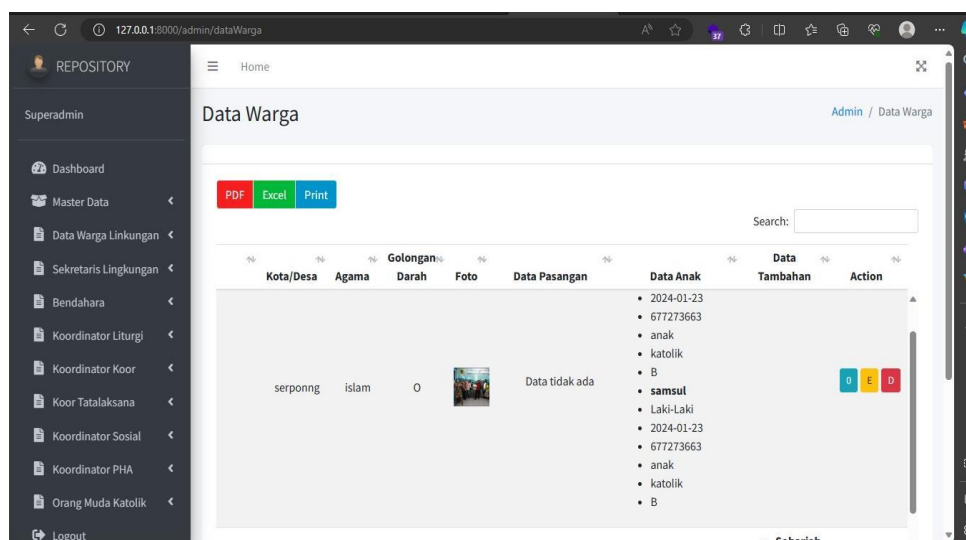 127.0.0.1:8000/admin/dataWarga
37
REPOSITORY
Home
Superadmin
Data Warga
Admin / Data Warga
Dashboard
Master Data
Data Warga Linkungan
Sekretaris Lingkungan
Bendahara
Koordinator Liturgi
Koordinator Koor
Koor Tatalaksana
Koordinator Sosial
Koordinator PHA
Orang Muda Katolik
Logout
PDF Excel Print
Search:
Kota/Desa Agama Golongan Darah Foto Data Pasangan Data Anak Data Tambahan Action
serponng islam O Data tidak ada
• 2024-01-23
• 677273663
• anak
• katolik
• B
• samsul
• Laki-Laki
• 2024-01-23
• 677273663
• anak
• katolik
• B
0 E D